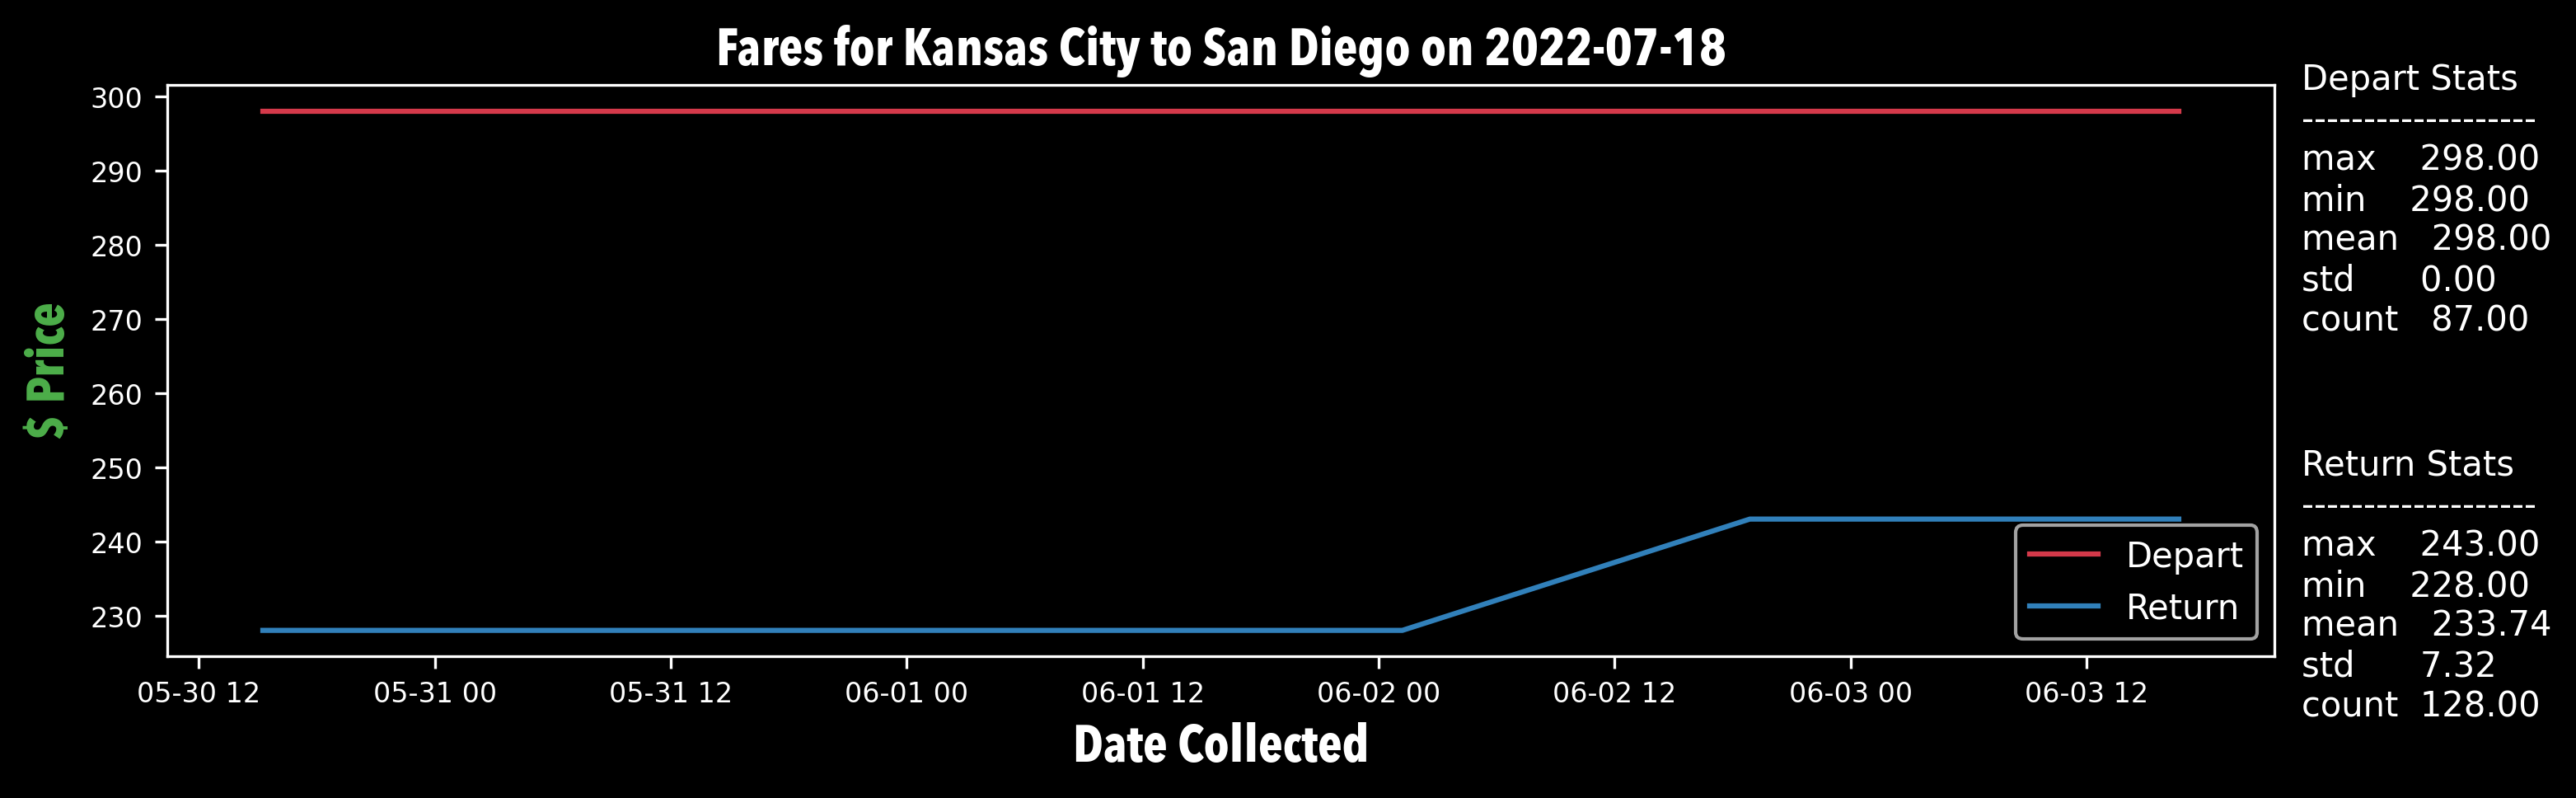 Fares for Kansas City to San Diego on 2022-07-18
$ Price
300
290
280
270
260
250
240
230
05-30 12
05-31 00
05-31 12
06-01 00
06-01 12
06-02 00
06-02 12
06-03 00
06-03 12
Date Collected
Depart
Return
Depart Stats
-------------------
max 298.00
min 298.00
mean 298.00
std 0.00
count 87.00
Return Stats
-------------------
max 243.00
min 228.00
mean 233.74
std 7.32
count 128.00